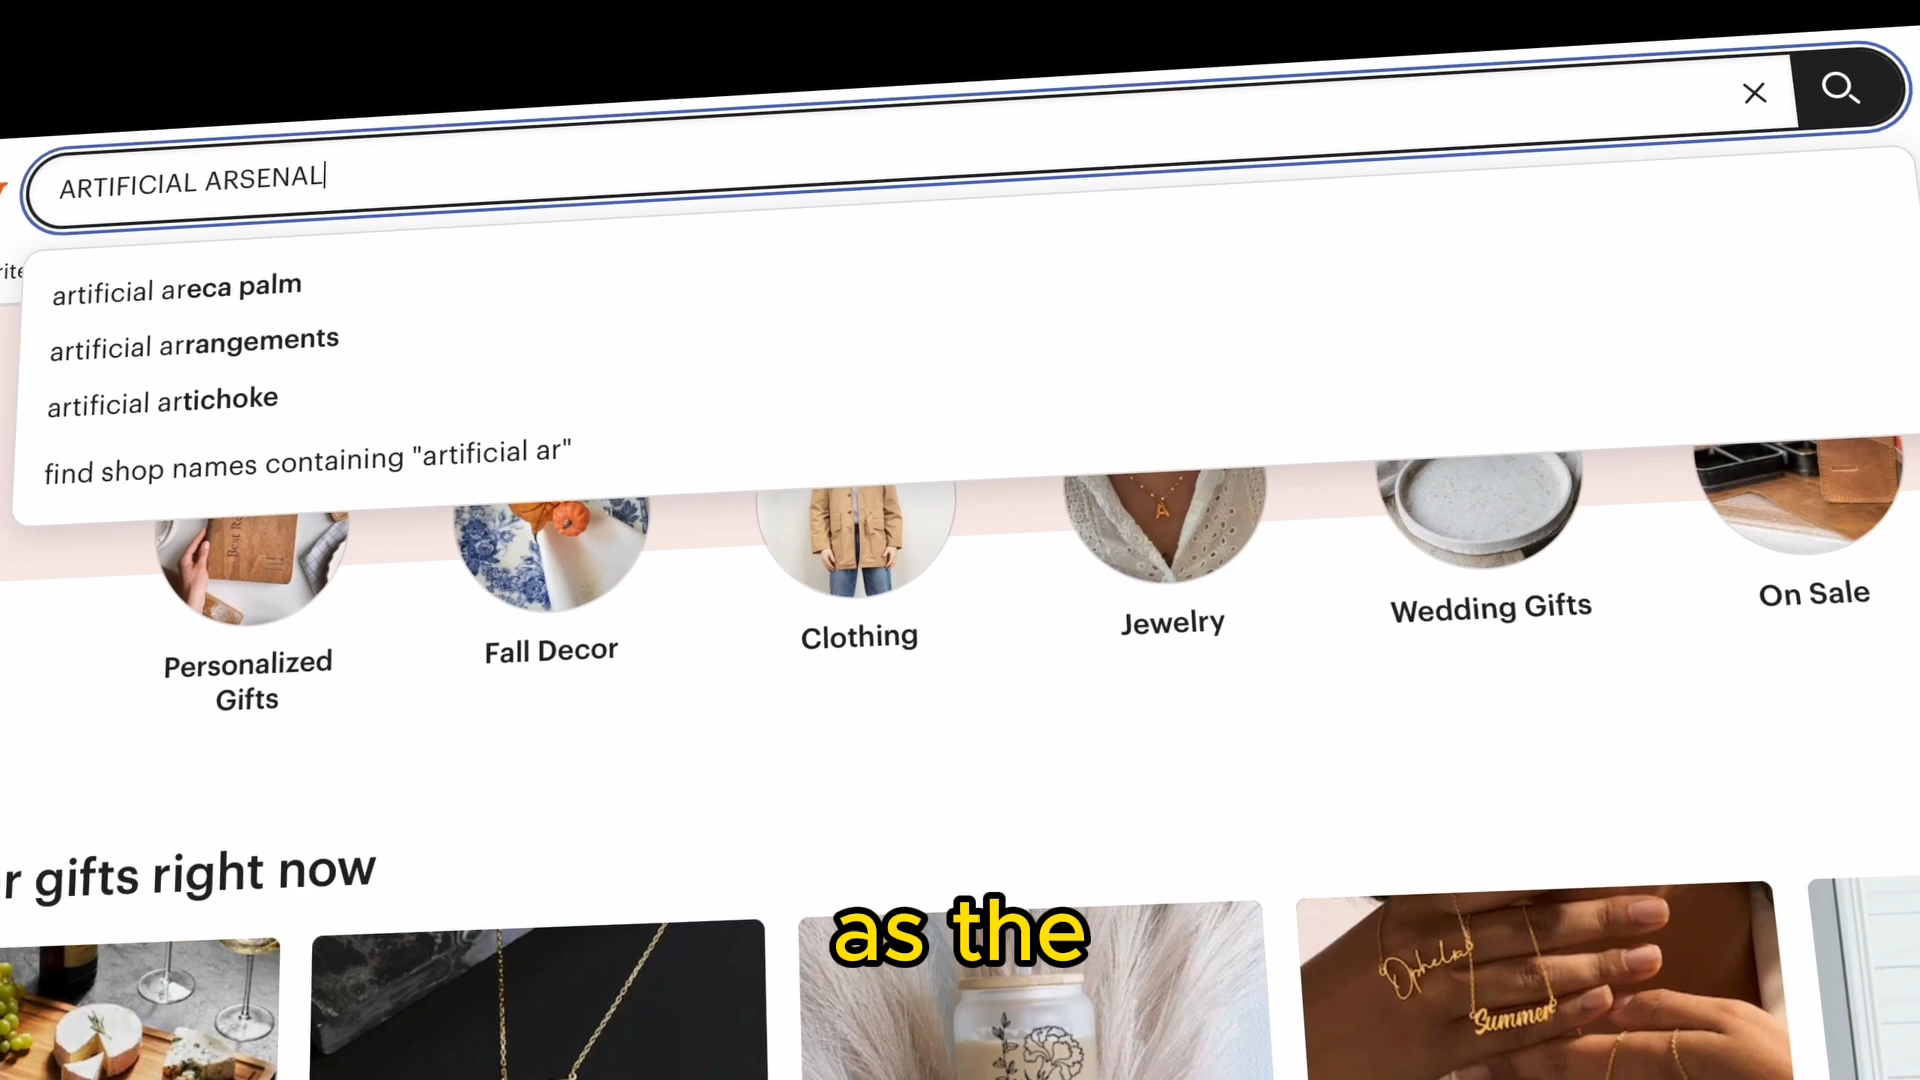 ARTIFICIAL ARSENAL
artificial areca palm
artificial arrangements
artificial artichoke
find shop names containing "artificial ar"
Personalized
Gifts
Fall Decor
Clothing
Jewelry
Wedding Gifts
On Sale
r gifts right now
as the
A
Ophelia
Summer